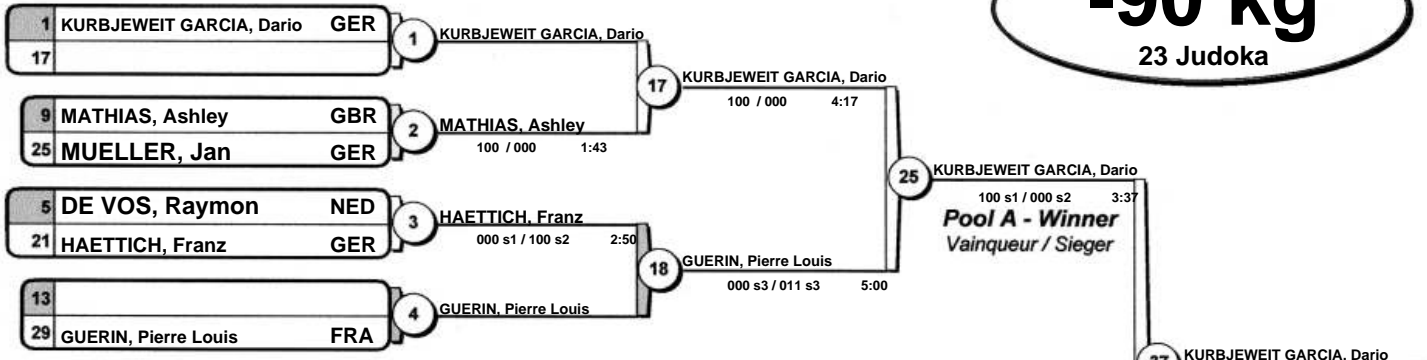 -90 kg
23 Judoka
1 KURBJEWEIT GARCIA, Dario GER
17
1
KURBJEWEIT GARCIA, Dario
9 MATHIAS, Ashley GBR
25 MUELLER, Jan GER
2
MATHIAS, Ashley
100 / 000 1:43
17
KURBJEWEIT GARCIA, Dario
100 / 000 4:17
5 DE VOS, Raymon NED
21 HAETTICH, Franz GER
3
HAETTICH, Franz
000 s1 / 100 s2 2:50
13
29 GUERIN, Pierre Louis FRA
4
GUERIN, Pierre Louis
18
GUERIN, Pierre Louis
000 s3 / 011 s3 5:00
25
KURBJEWEIT GARCIA, Dario
100 s1 / 000 s2 3:37
Pool A - Winner
Vainqueur / Sieger
KURBJEWEIT GARCIA, Dario